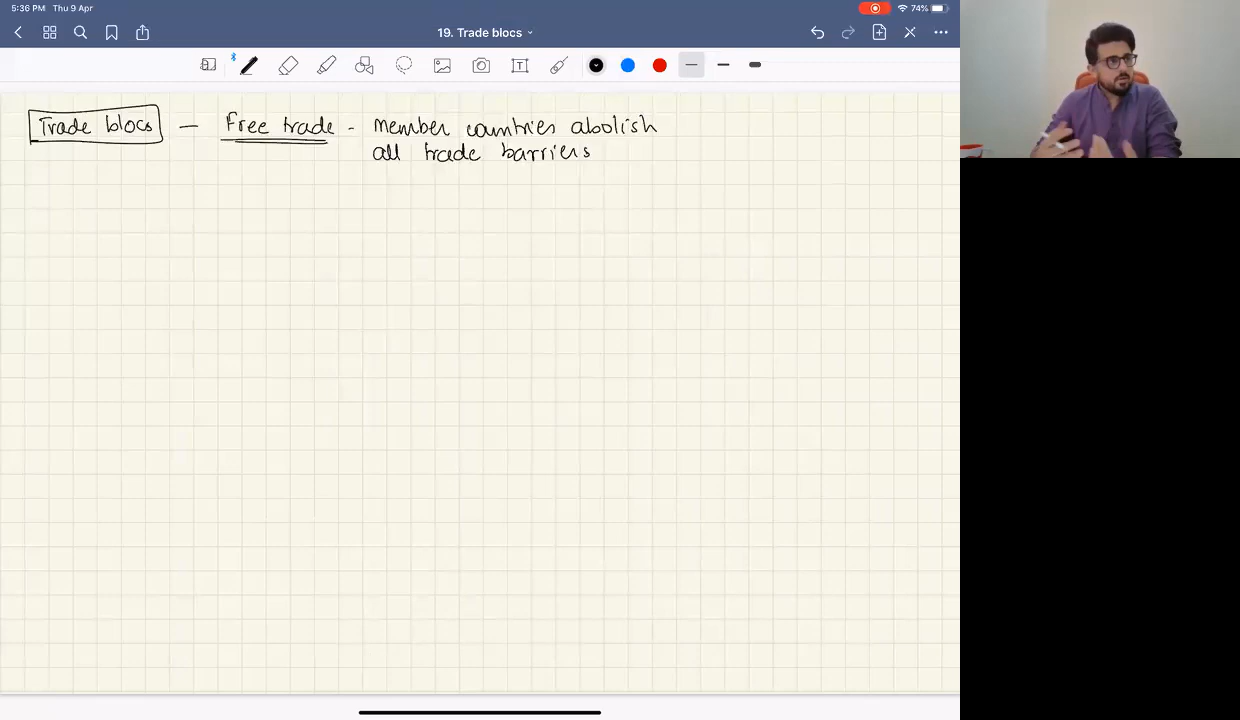 5:36 PM Thu 9 Apr 74%
19. Trade blocs
Trade blocs — Free trade - Member countries abolish
all trade barriers